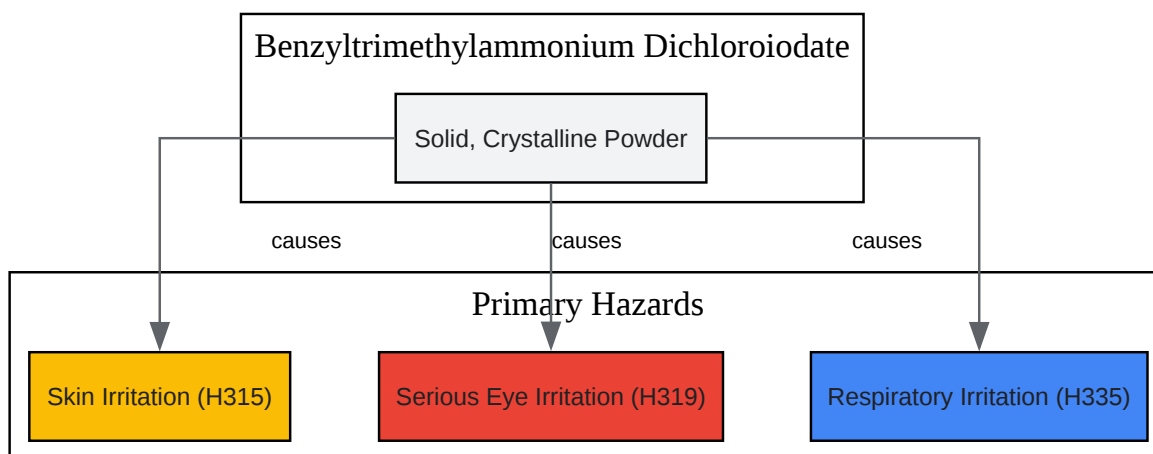 Benzyltrimethylammonium Dichloroiodate
Solid, Crystalline Powder
causes
causes
causes
Primary Hazards
Skin Irritation (H315)
Serious Eye Irritation (H319)
Respiratory Irritation (H335)